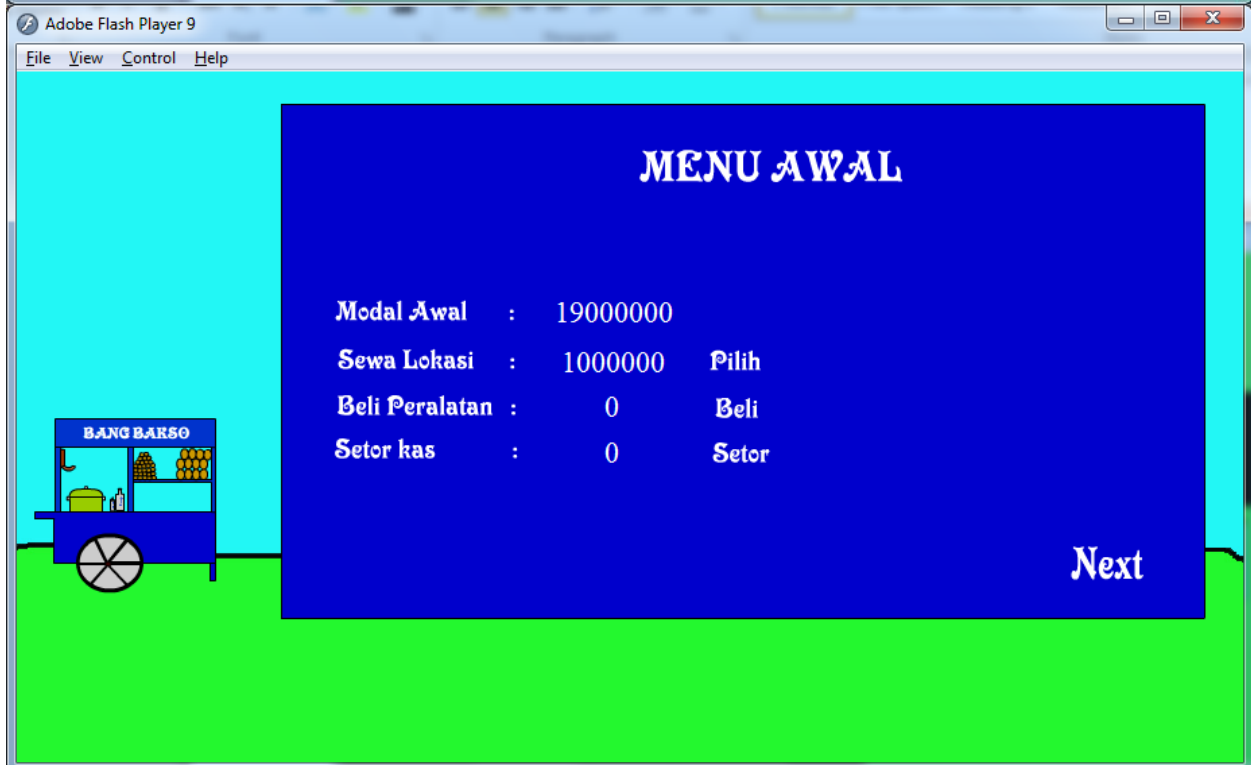 Adobe Flash Player 9
File View Control Help
MENU AWAL
Modal Awal : 19000000
Sewa Lokasi : 1000000 Pilih
Beli Peralatan : 0 Beli
Setor kas : 0 Setor
BANG BAKSO
Next